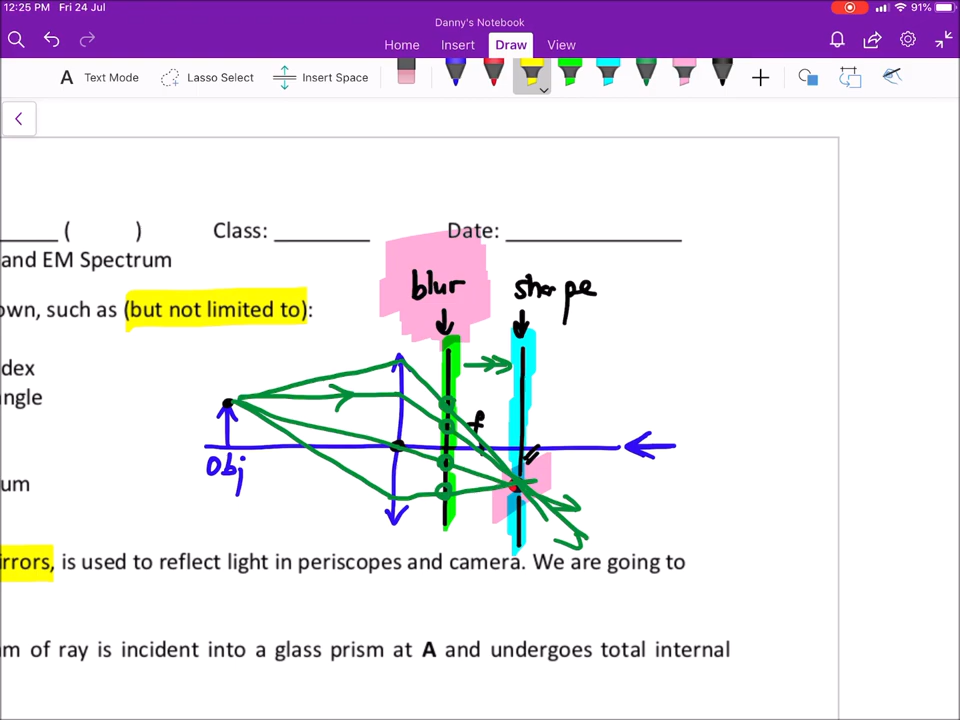 12:25 PM Fri 24 Jul
91%
Danny's Notebook
Home Insert Draw View
A Text Mode Lasso Select Insert Space
( ) Class: Date:
and EM Spectrum
blur sharpe
own, such as (but not limited to):
dex
angle
f
Obj
um
irrors, is used to reflect light in periscopes and camera. We are going to
m of ray is incident into a glass prism at A and undergoes total internal